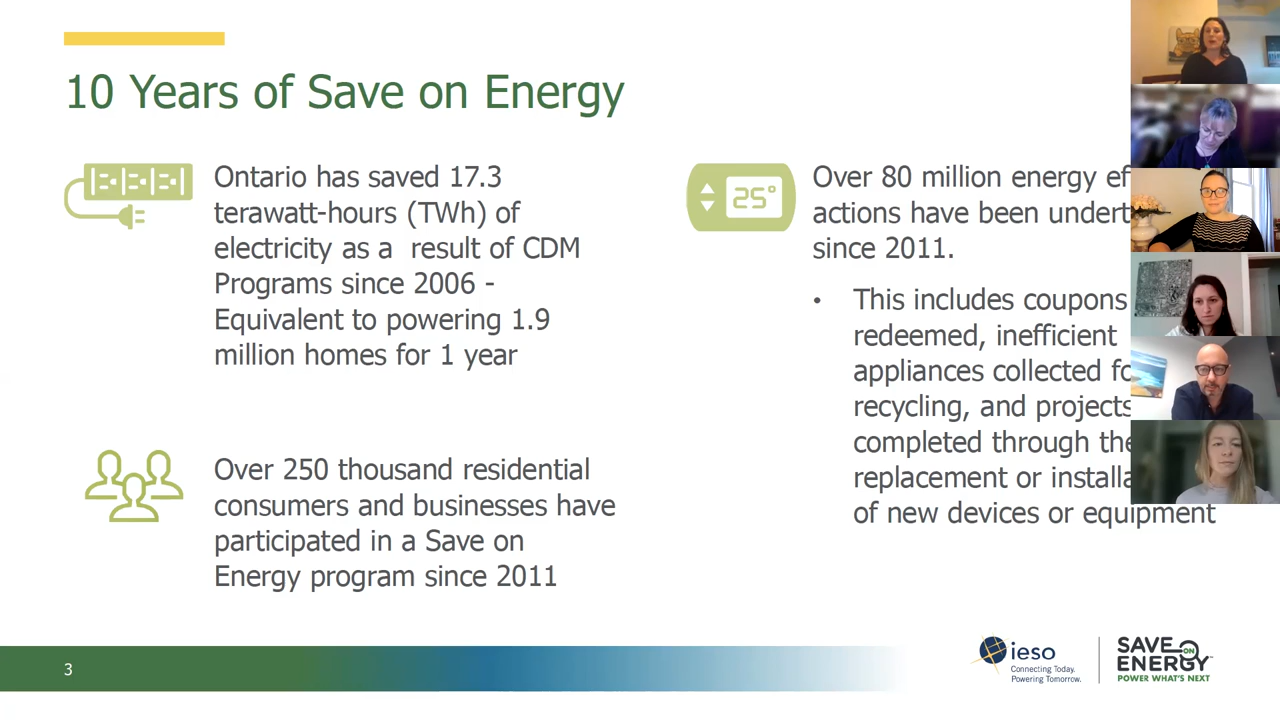 10 Years of Save on Energy
Ontario has saved 17.3
terawatt-hours (TWh) of
electricity as a result of CDM
Programs since 2006 -
Equivalent to powering 1.9
million homes for 1 year
Over 250 thousand residential
consumers and businesses have
participated in a Save on
Energy program since 2011
25°
Over 80 million energy
actions have been
since 2011.
• This includes coupons
redeemed, inefficient
appliances collected
recycling, and projects
completed through the
replacement or
of new devices or equipment
3
ieso
Connecting Today.
Powering Tomorrow.
SAVE
ON
ENERGY
POWER WHAT'S NEXT